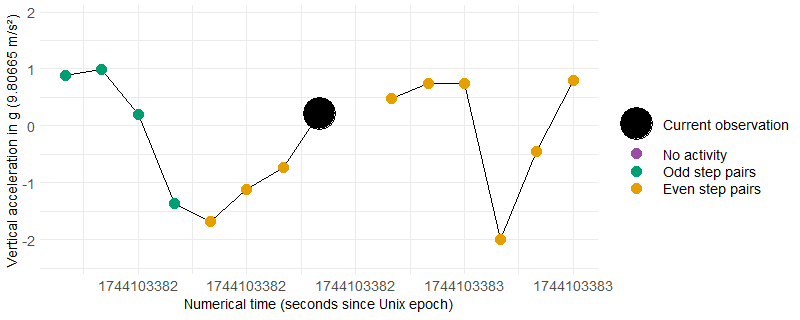 Vertical acceleration in g (9.80665 m/s²)
2
1
0
-1
-2
1744103382
1744103382
1744103382
1744103383
1744103383
Numerical time (seconds since Unix epoch)
Current observation
No activity
Odd step pairs
Even step pairs